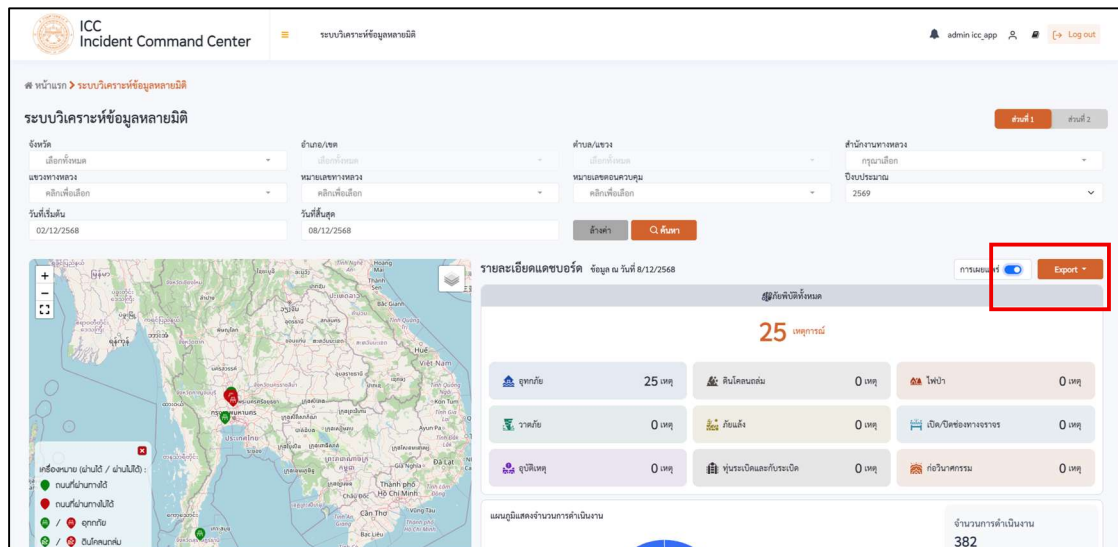 ICC
Incident Command Center
ระบบวิเคราะห์ข้อมูลหลายมิติ
admin icc_app
Log out
หน้าแรก
ระบบวิเคราะห์ข้อมูลหลายมิติ
ระบบวิเคราะห์ข้อมูลหลายมิติ
ส่วนที่ 1
ส่วนที่ 2
จังหวัด
อำเภอ/เขต
ตำบล/แขวง
สำนักงานทางหลวง
เลือกทั้งหมด
เลือกทั้งหมด
เลือกทั้งหมด
กรุณาเลือก
แขวงทางหลวง
หมายเลขทางหลวง
หมายเลขตอนควบคุม
ปีงบประมาณ
คลิกเพื่อเลือก
คลิกเพื่อเลือก
คลิกเพื่อเลือก
2569
วันที่เริ่มต้น
วันที่สิ้นสุด
02/12/2568
08/12/2568
ล้างค่า
ค้นหา
+
−
Huế
Việt Nam
Kon Tum
Gia Nghĩa
Đà Lạt
Thành phố
Hồ Chí Minh
Cần Thơ
Vũng Tàu
Bạc Liêu
เครื่องหมาย (ผ่านได้ / ผ่านไม่ได้) :
ถนนที่ผ่านทางได้
ถนนที่ผ่านทางไม่ได้
/ อุทกภัย
/ ดินโคลนถล่ม
รายละเอียดแดชบอร์ด ข้อมูล ณ วันที่ 8/12/2568
การเผยแพร่
Export
ภัยพิบัติทั้งหมด
25 เหตุการณ์
อุทกภัย 25 เหตุ
ดินโคลนถล่ม 0 เหตุ
ไฟป่า 0 เหตุ
วาตภัย 0 เหตุ
ภัยแล้ง 0 เหตุ
เปิด/ปิดช่องทางจราจร 0 เหตุ
อุบัติเหตุ 0 เหตุ
ทุ่นระเบิดและกับระเบิด 0 เหตุ
ก่อวินาศกรรม 0 เหตุ
แผนภูมิแสดงจำนวนการดำเนินงาน
จำนวนการดำเนินงาน
382